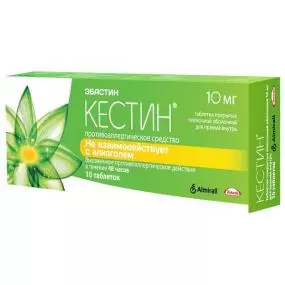 ЭБАСТИН
КЕСТИН®
10 мг
противоаллергическое средство
таблетки покрытые
пленочной оболочкой
для приема внутрь
Не взаимодействует
с алкоголем
Выраженное противоаллергическое действие
в течение 48 часов
10 таблеток
Almirall